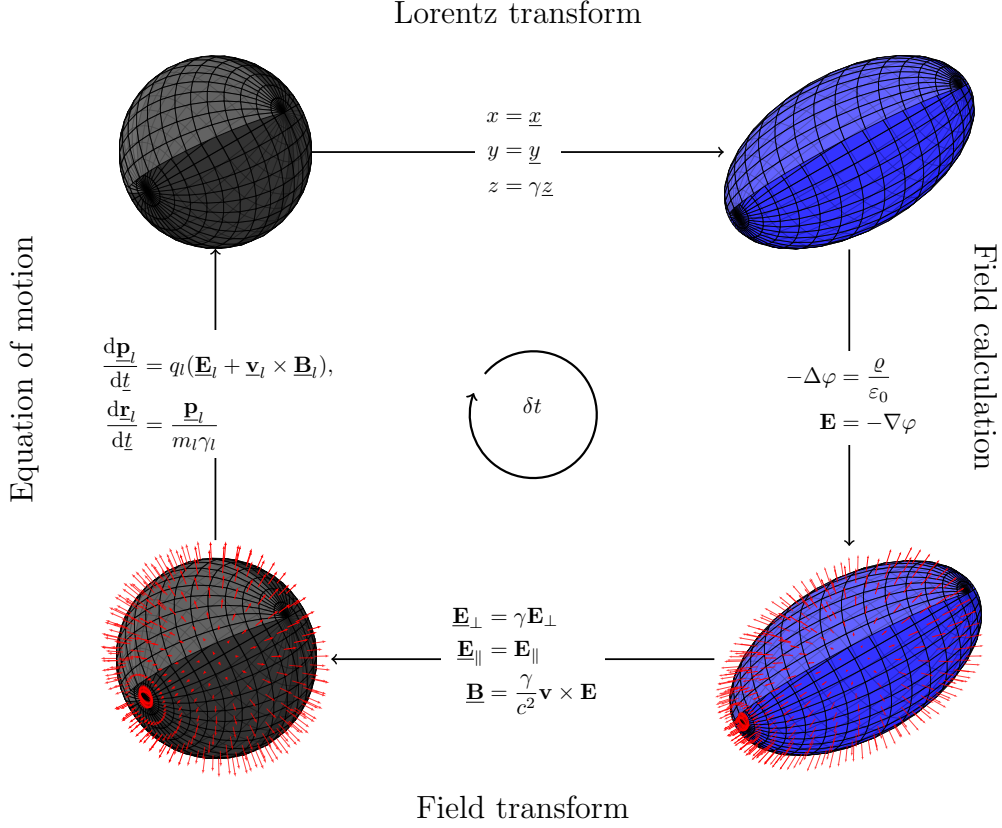 Lorentz transform
x = x̲
y = y̲
z = γz̲
Equation of motion
Field calculation
dp̲ₗ/dt̲ = qₗ(E̲ₗ + v̲ₗ × B̲ₗ),
dr̲ₗ/dt̲ = p̲ₗ/mₗγₗ
δt
−Δφ = ϱ/ε₀
E = −∇φ
E̲⊥ = γE⊥
E̲∥ = E∥
B̲ = γ/c² v × E
Field transform